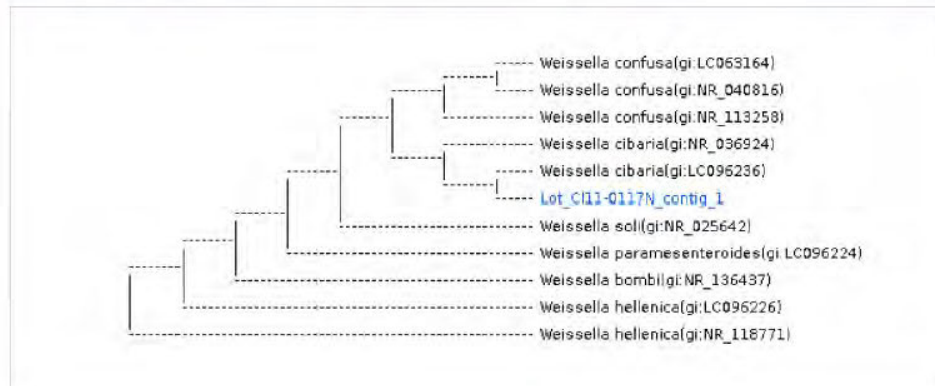 Weissella confusa(gi:LC063164)
Weissella confusa(gi:NR_040816)
Weissella confusa(gi:NR_113258)
Weissella cibaria(gi:NR_036924)
Weissella cibaria(gi:LC096236)
Lot_CI11-0117N_contig_1
Weissella soli(gi:NR_025642)
Weissella paramesenteroides(gi:LC096224)
Weissella bombi(gi:NR_136437)
Weissella hellenica(gi:LC096226)
Weissella hellenica(gi:NR_118771)